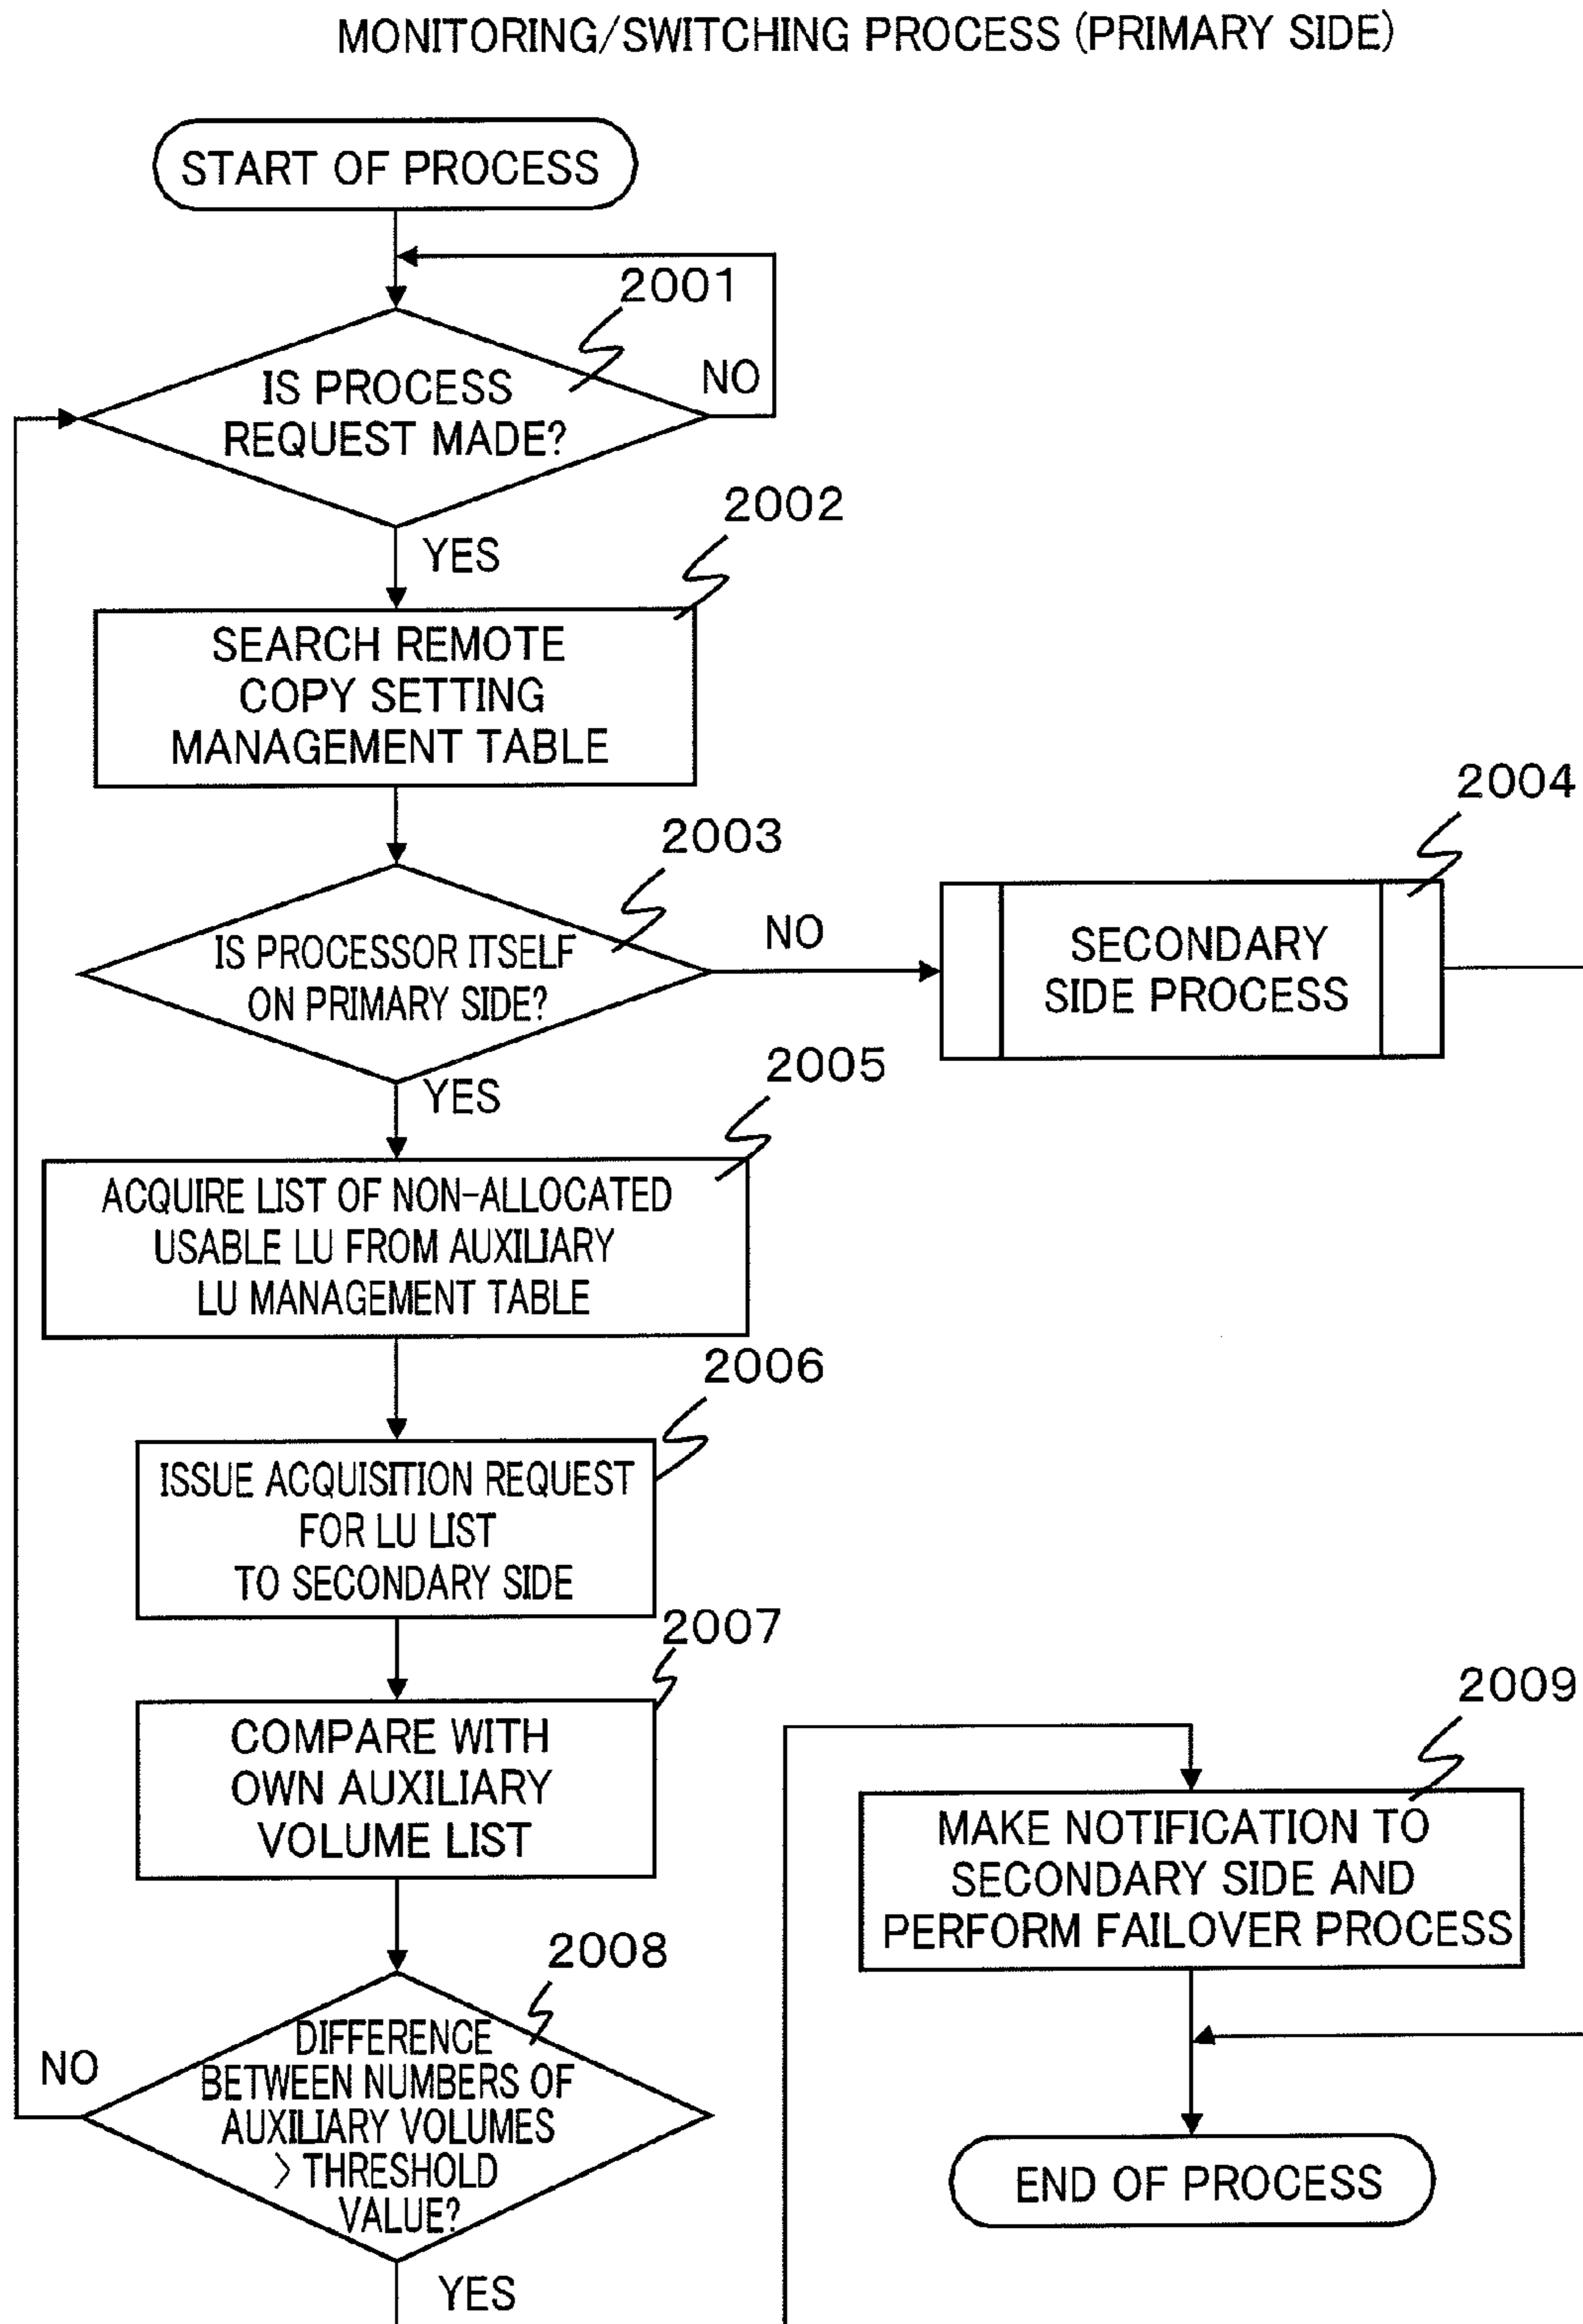 MONITORING/SWITCHING PROCESS (PRIMARY SIDE)
START OF PROCESS
2001
IS PROCESS
REQUEST MADE?
NO
YES
2002
SEARCH REMOTE
COPY SETTING
MANAGEMENT TABLE
2003
IS PROCESSOR ITSELF
ON PRIMARY SIDE?
NO
2004
SECONDARY
SIDE PROCESS
YES
2005
ACQUIRE LIST OF NON-ALLOCATED
USABLE LU FROM AUXILIARY
LU MANAGEMENT TABLE
2006
ISSUE ACQUISITION REQUEST
FOR LU LIST
TO SECONDARY SIDE
2007
COMPARE WITH
OWN AUXILIARY
VOLUME LIST
2008
DIFFERENCE
BETWEEN NUMBERS OF
AUXILIARY VOLUMES
> THRESHOLD
VALUE?
NO
YES
2009
MAKE NOTIFICATION TO
SECONDARY SIDE AND
PERFORM FAILOVER PROCESS
END OF PROCESS